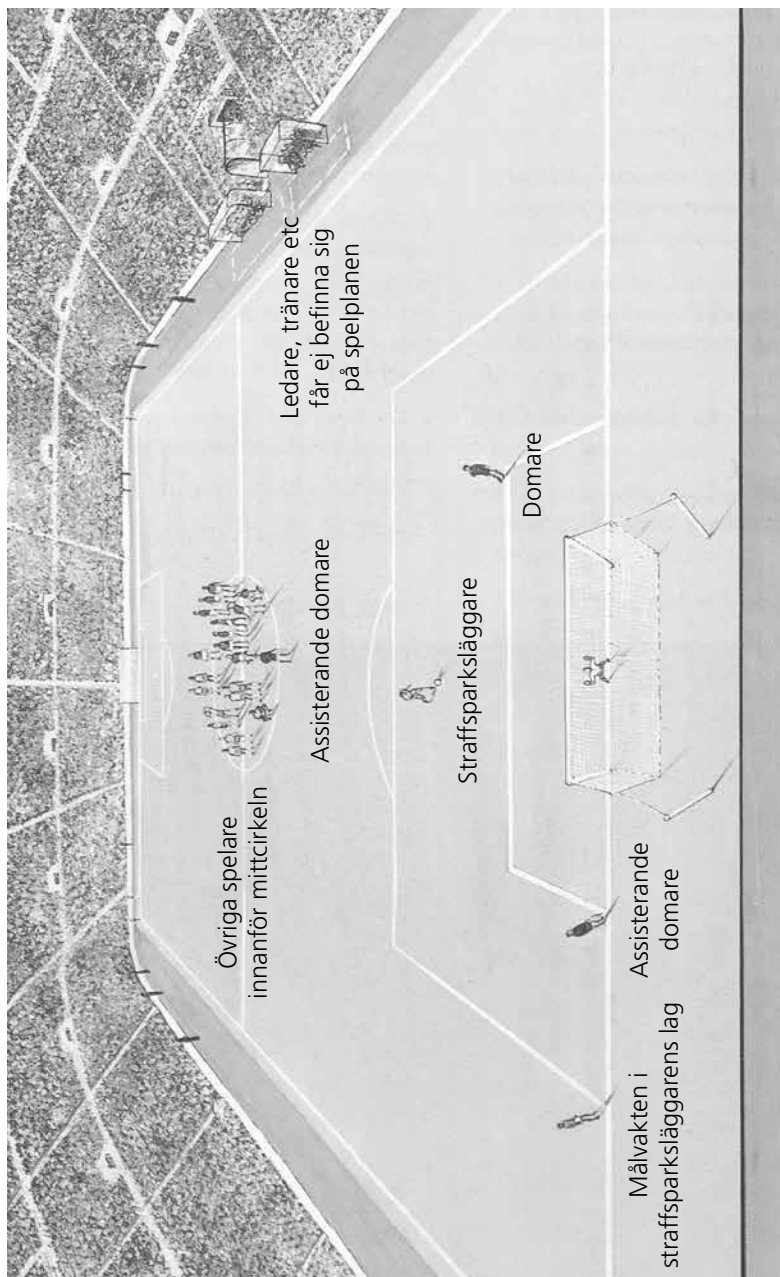 Ledare, tränare etc
får ej befinna sig
på spelplanen
Övriga spelare
innanför mittcirkeln
Assisterande domare
Straffsparksläggare
Domare
Assisterande
domare
Målvakten i
straffsparksläggarens lag